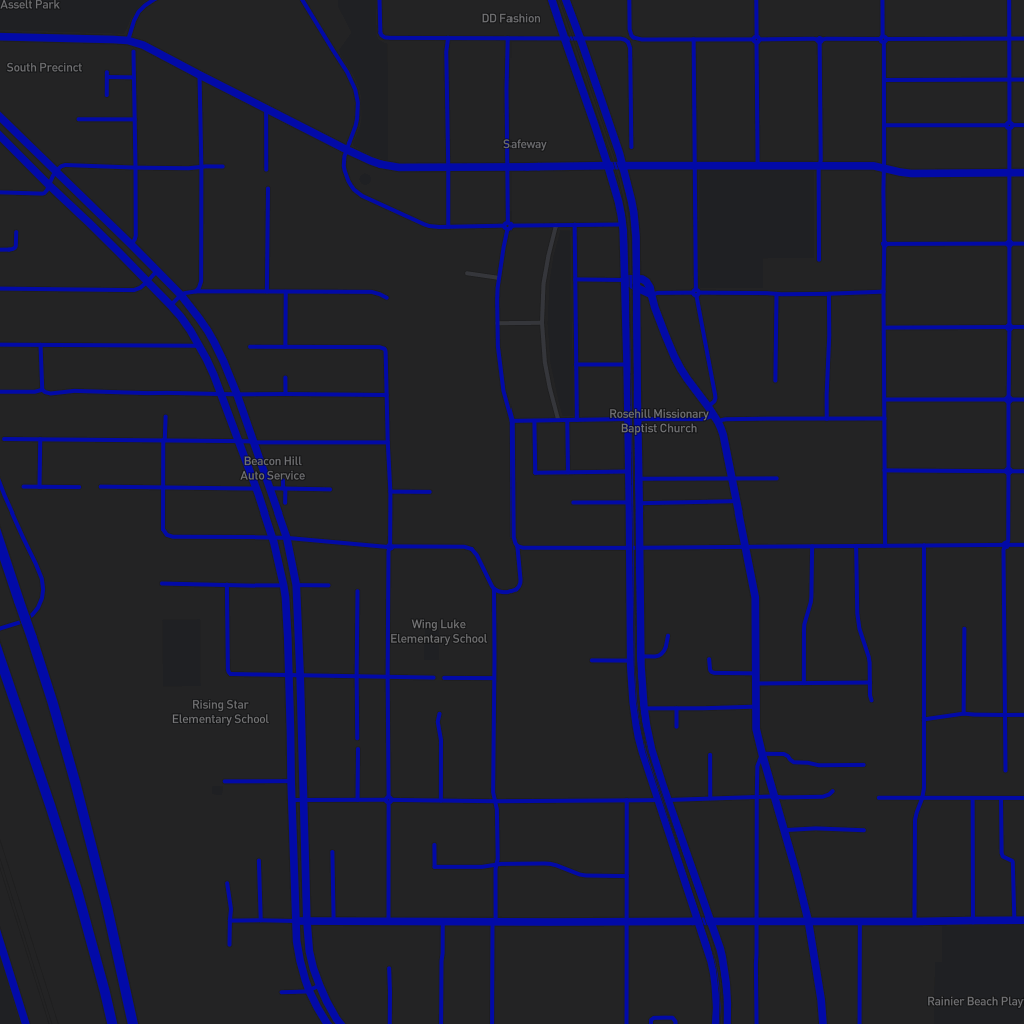 Asselt Park
DD Fashion
South Precinct
Safeway
Rosehill Missionary
Baptist Church
Beacon Hill
Auto Service
Wing Luke
Elementary School
Rising Star
Elementary School
Rainier Beach Play